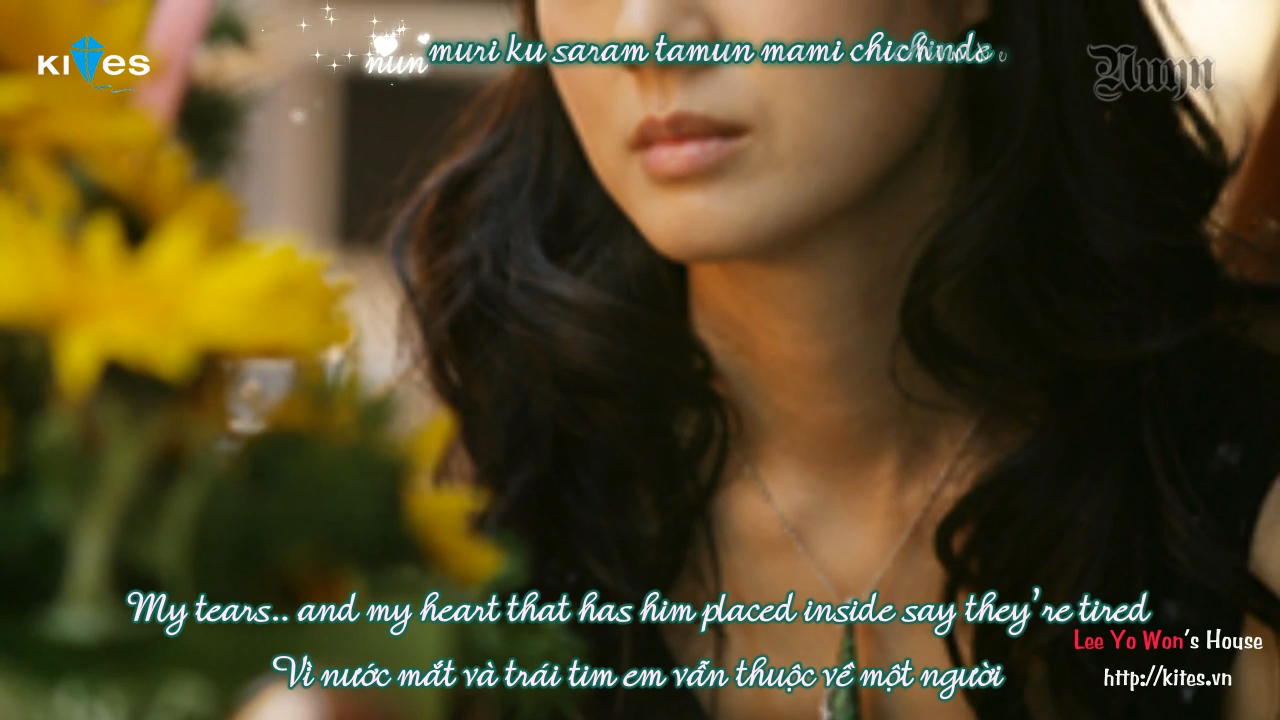 KITES
nun muri ku saram tamun mami chichinde
My tears.. and my heart that has him placed inside say they're tired
Lee Yo Won's House
Vì nước mắt và trái tim em vẫn thuộc về một người
http://kites.vn